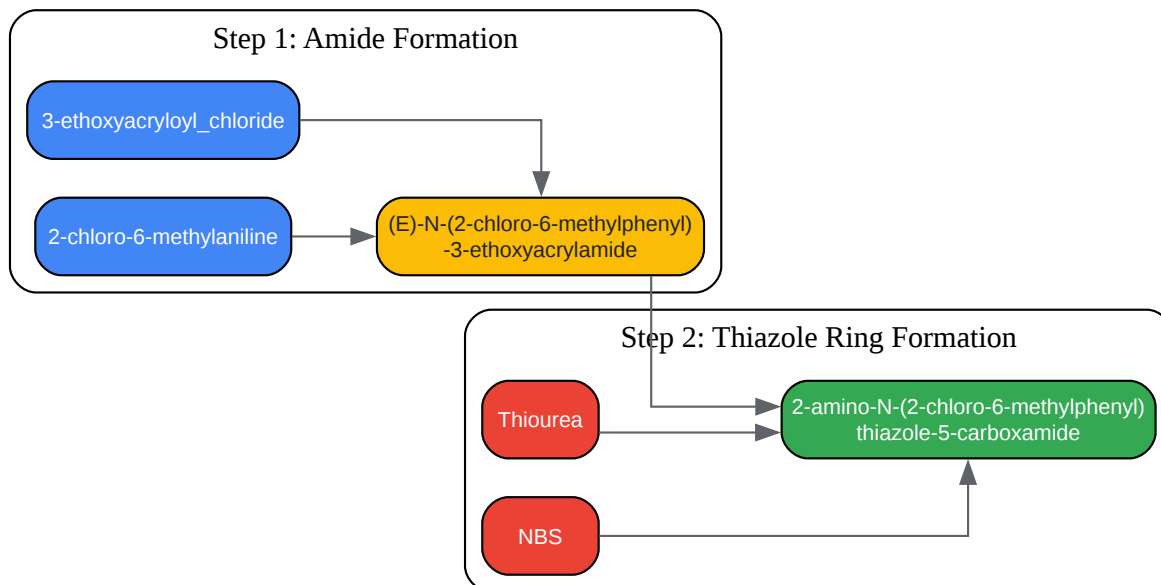 Step 1: Amide Formation
3-ethoxyacryloyl_chloride
2-chloro-6-methylaniline
(E)-N-(2-chloro-6-methylphenyl)
-3-ethoxyacrylamide
Step 2: Thiazole Ring Formation
Thiourea
2-amino-N-(2-chloro-6-methylphenyl)
thiazole-5-carboxamide
NBS